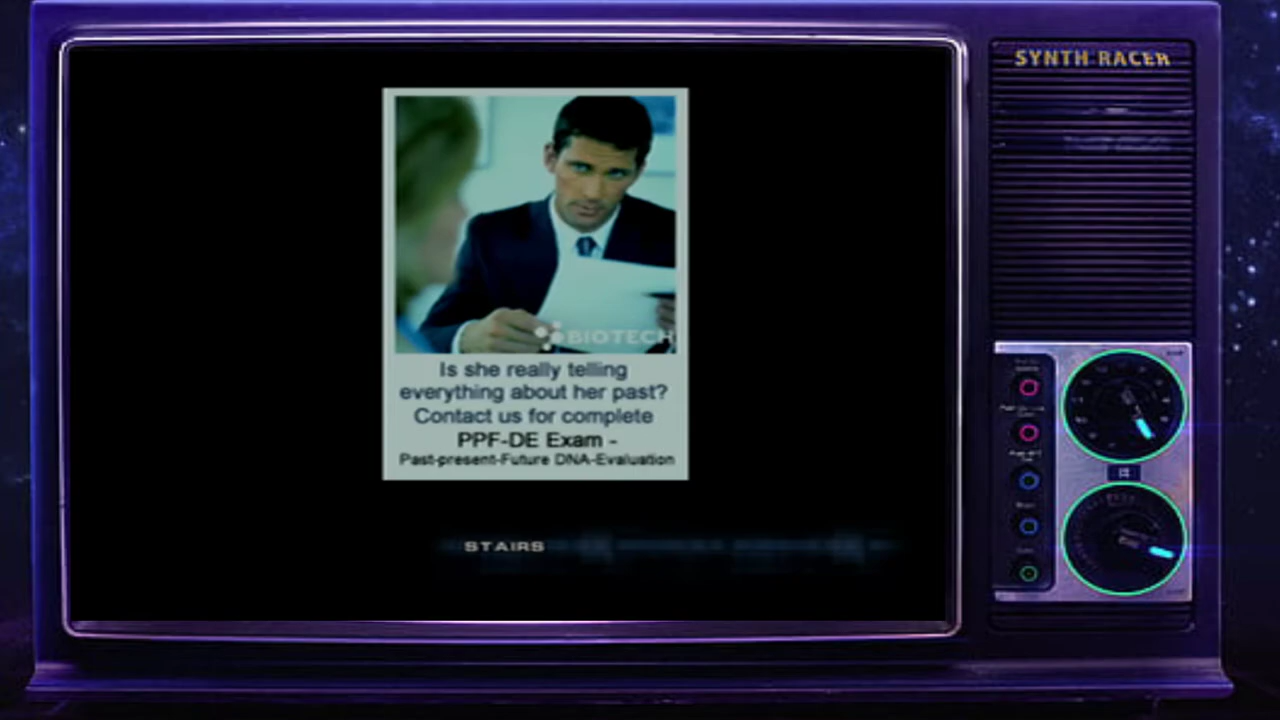 SYNTH RACER
BIOTECH
Is she really telling
everything about her past?
Contact us for complete
PPF-DE Exam -
Past-present-Future DNA-Evaluation
STAIRS